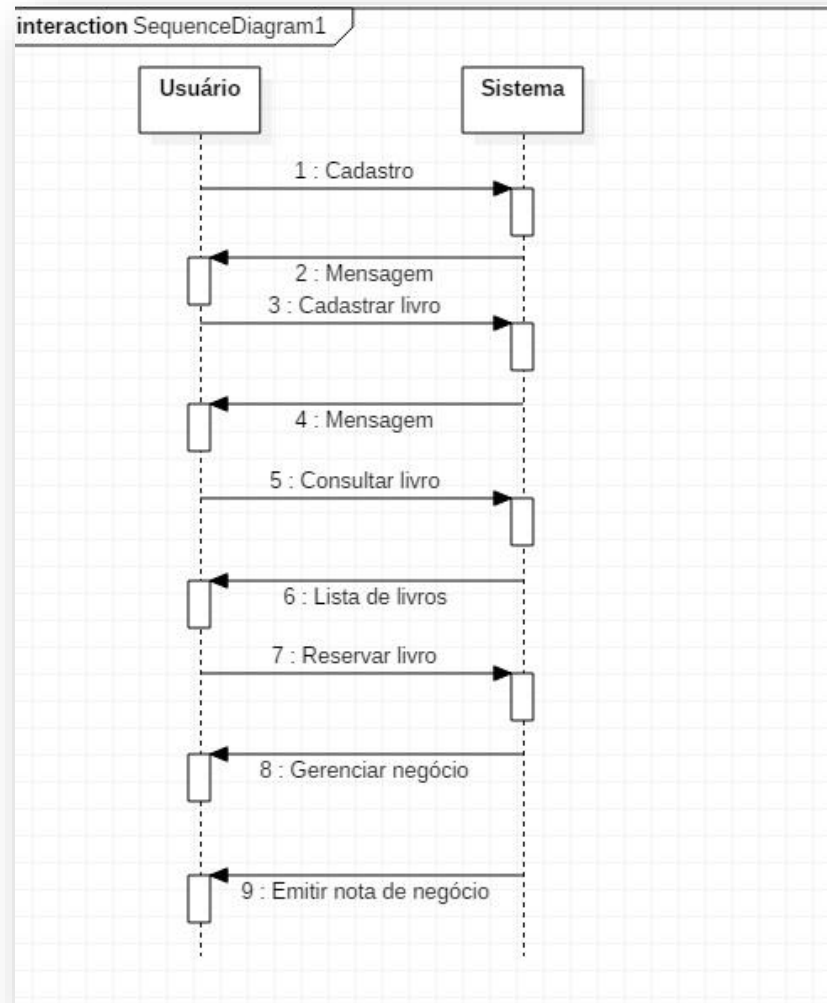 interaction SequenceDiagram1
Usuário
Sistema
1 : Cadastro
2 : Mensagem
3 : Cadastrar livro
4 : Mensagem
5 : Consultar livro
6 : Lista de livros
7 : Reservar livro
8 : Gerenciar negócio
9 : Emitir nota de negócio